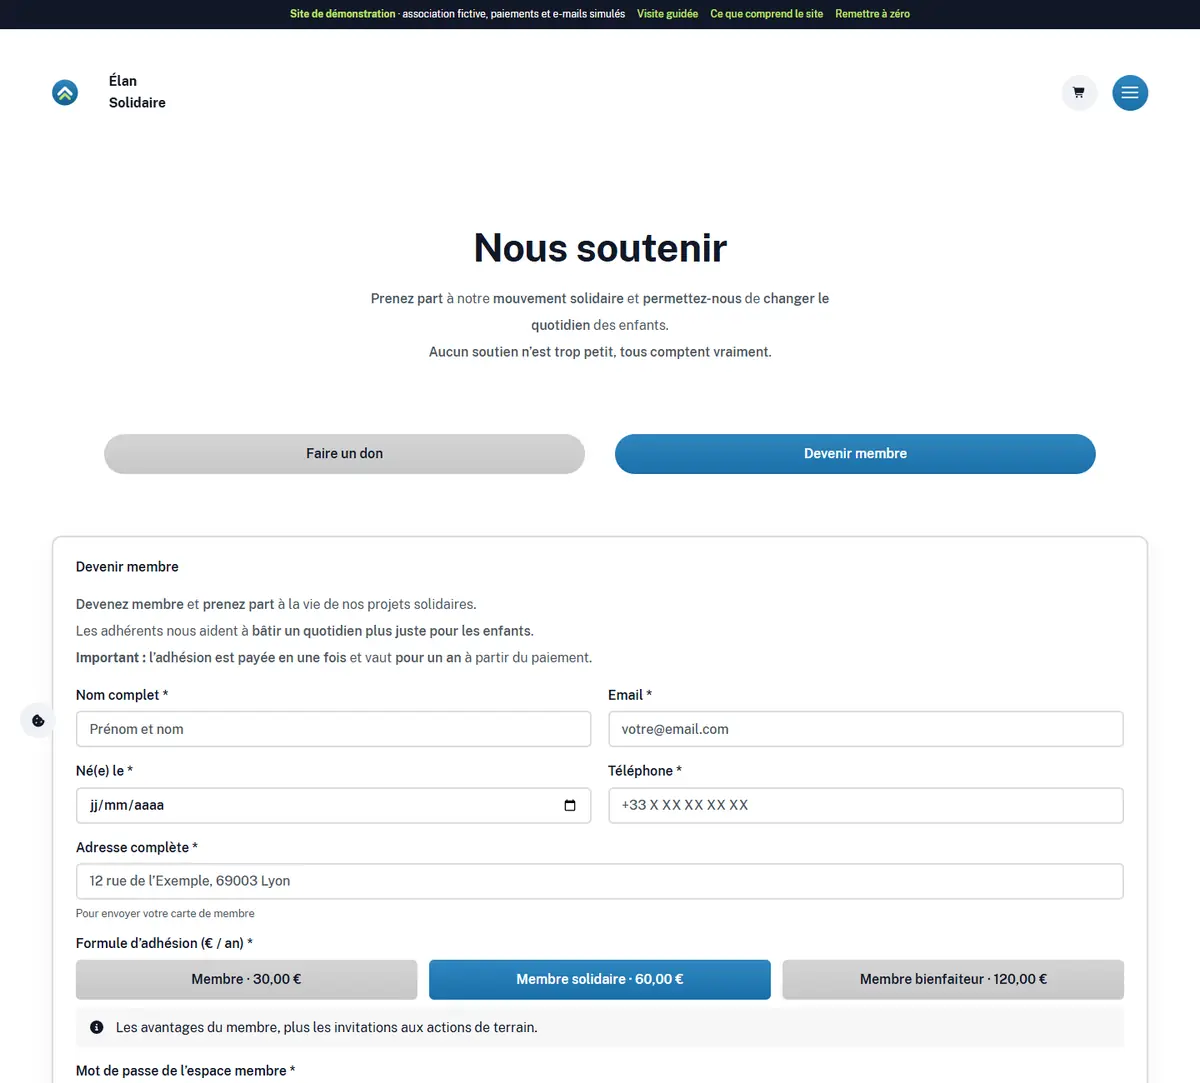 Site de démonstration · association fictive, paiements et e-mails simulés Visite guidée Ce que comprend le site Remettre à zéro
Élan
Solidaire
Nous soutenir
Prenez part à notre mouvement solidaire et permettez-nous de changer le
quotidien des enfants.
Aucun soutien n'est trop petit, tous comptent vraiment.
Faire un don
Devenir membre
Devenir membre
Devenez membre et prenez part à la vie de nos projets solidaires.
Les adhérents nous aident à bâtir un quotidien plus juste pour les enfants.
Important : l'adhésion est payée en une fois et vaut pour un an à partir du paiement.
Nom complet *
Email *
Prénom et nom
votre@email.com
Né(e) le *
Téléphone *
jj/mm/aaaa
+33 X XX XX XX XX
Adresse complète *
12 rue de l'Exemple, 69003 Lyon
Pour envoyer votre carte de membre
Formule d'adhésion (€ / an) *
Membre · 30,00 €
Membre solidaire · 60,00 €
Membre bienfaiteur · 120,00 €
Les avantages du membre, plus les invitations aux actions de terrain.
Mot de passe de l'espace membre *